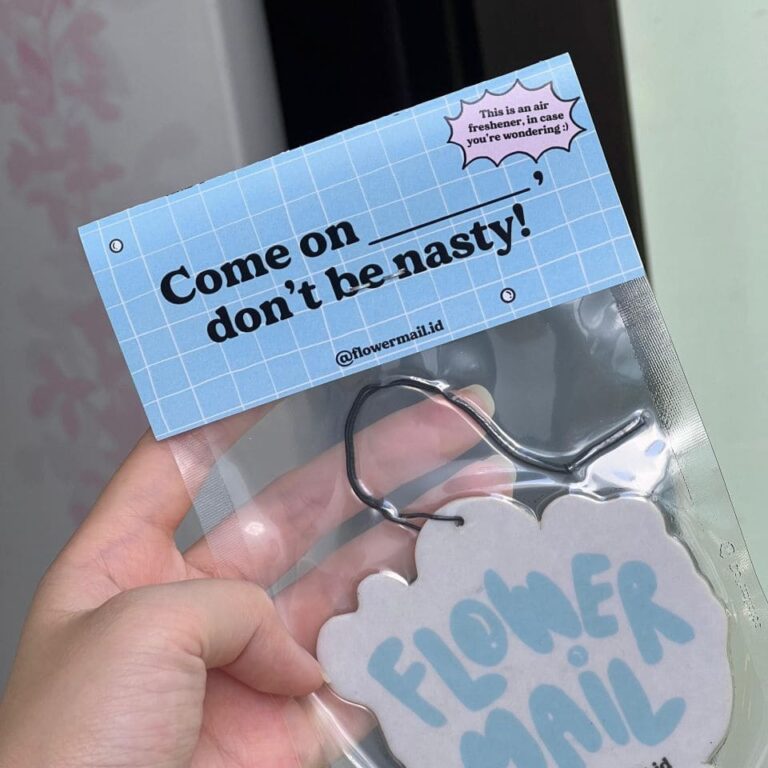 This is an air
freshener, in case
you're wondering :)
Come on ________,
don't be nasty!
@flowermail.id
FLOWER
MAIL